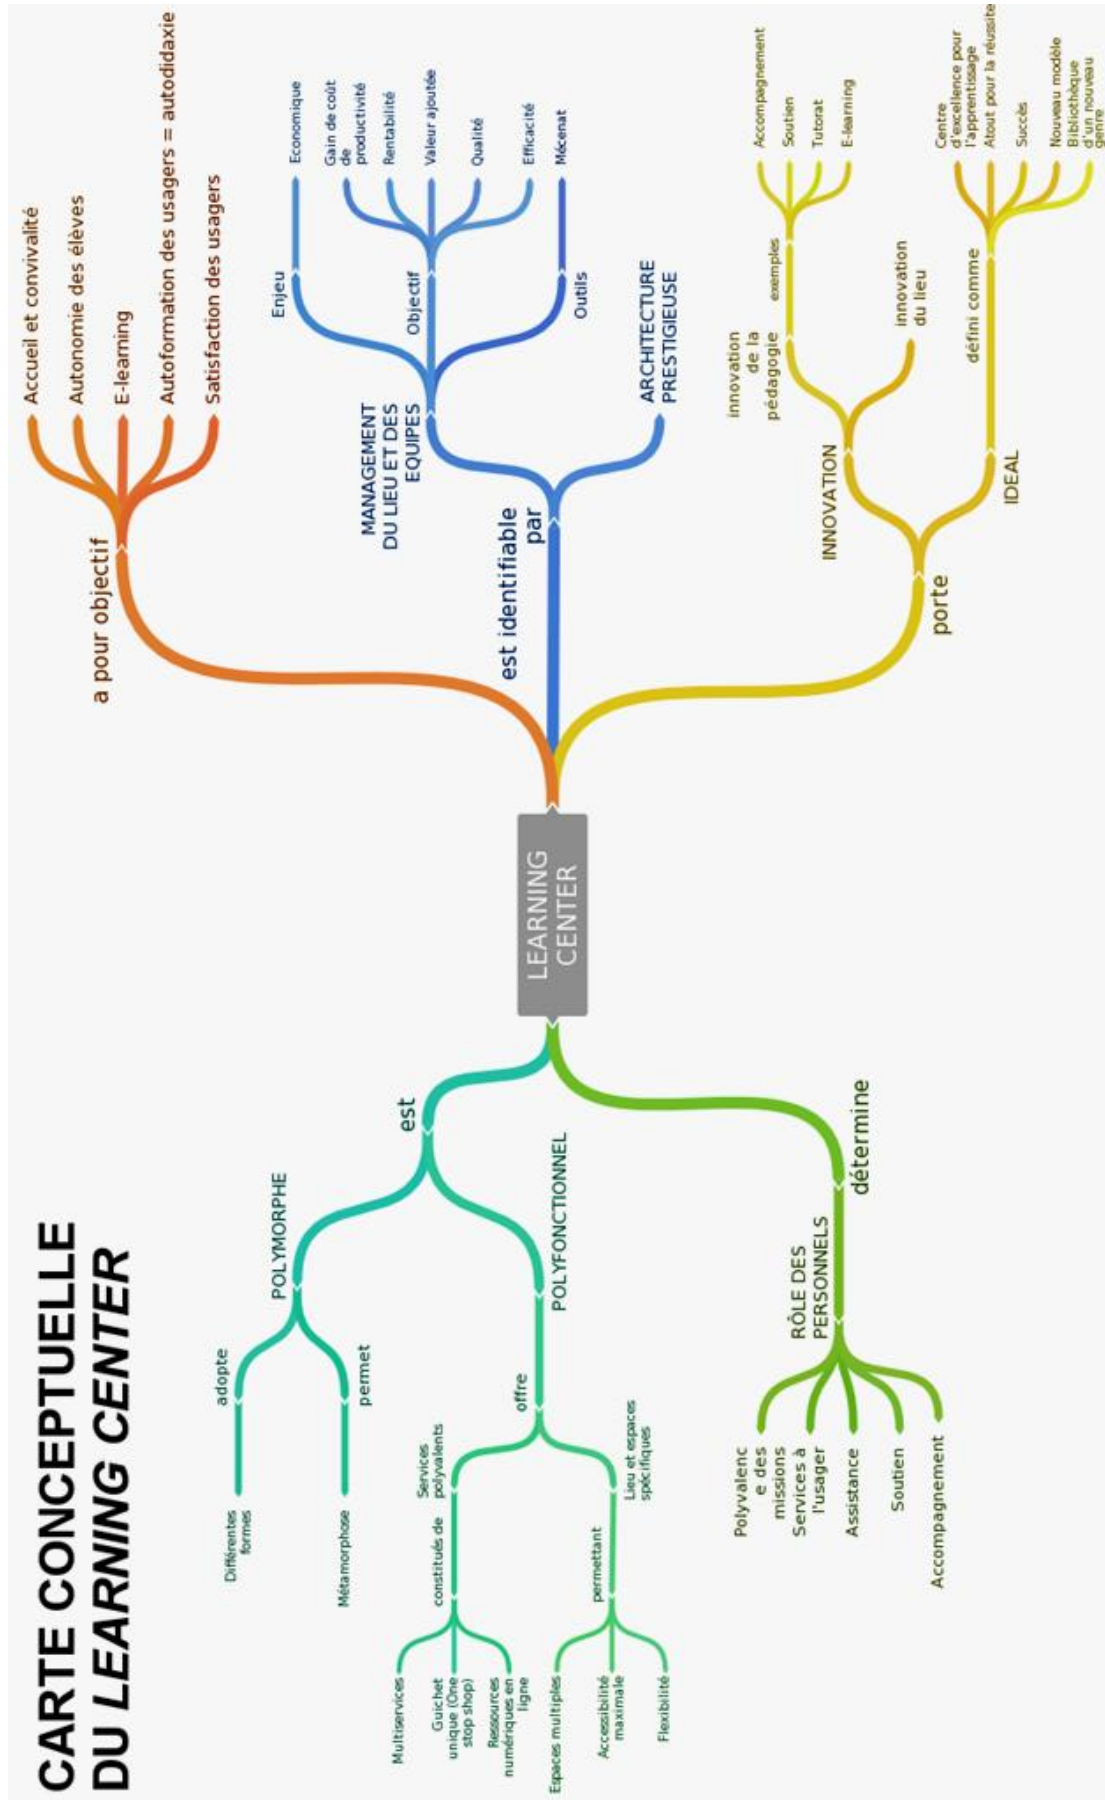 CARTE CONCEPTUELLE
DU LEARNING CENTER
LEARNING
CENTER
est
POLYMORPHE
adopte
Différentes
formes
permet
Métamorphose
POLYFONCTIONNEL
offre
Services
polyvalents
constitués de
Multiservices
Guichet
unique (One
stop shop)
Ressources
numériques en
ligne
Lieu et espaces
spécifiques
permettant
Espaces multiples
Accessibilité
maximale
Flexibilité
détermine
RÔLE DES
PERSONNELS
Polyvalenc
e des
missions
Services à
l'usager
Assistance
Soutien
Accompagnement
a pour objectif
Accueil et convivalité
Autonomie des élèves
E-learning
Autoformation des usagers = autodidaxie
Satisfaction des usagers
est identifiable
par
MANAGEMENT
DU LIEU ET DES
EQUIPES
Enjeu
Economique
Objectif
Gain de coût
de
productivité
Rentabilité
Valeur ajoutée
Qualité
Efficacité
Outils
Mécenat
ARCHITECTURE
PRESTIGIEUSE
porte
INNOVATION
innovation
de la
pédagogie
exemples
Accompagnement
Soutien
Tutorat
E-learning
innovation
du lieu
IDEAL
défini comme
Centre
d'excellence pour
l'apprentissage
Atout pour la réussite
Succès
Nouveau modèle
Bibliothèque
d'un nouveau
genre